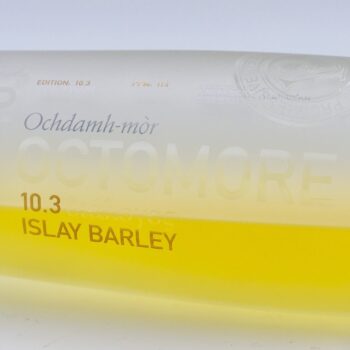 EDITION. 10.3
Ochdamh-mòr
OCTOMORE
10.3
ISLAY BARLEY